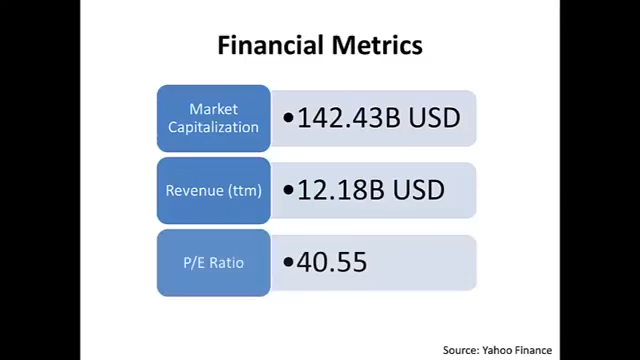 Financial Metrics
Market
Capitalization
•142.43B USD
Revenue (ttm)
•12.18B USD
P/E Ratio
•40.55
Source: Yahoo Finance